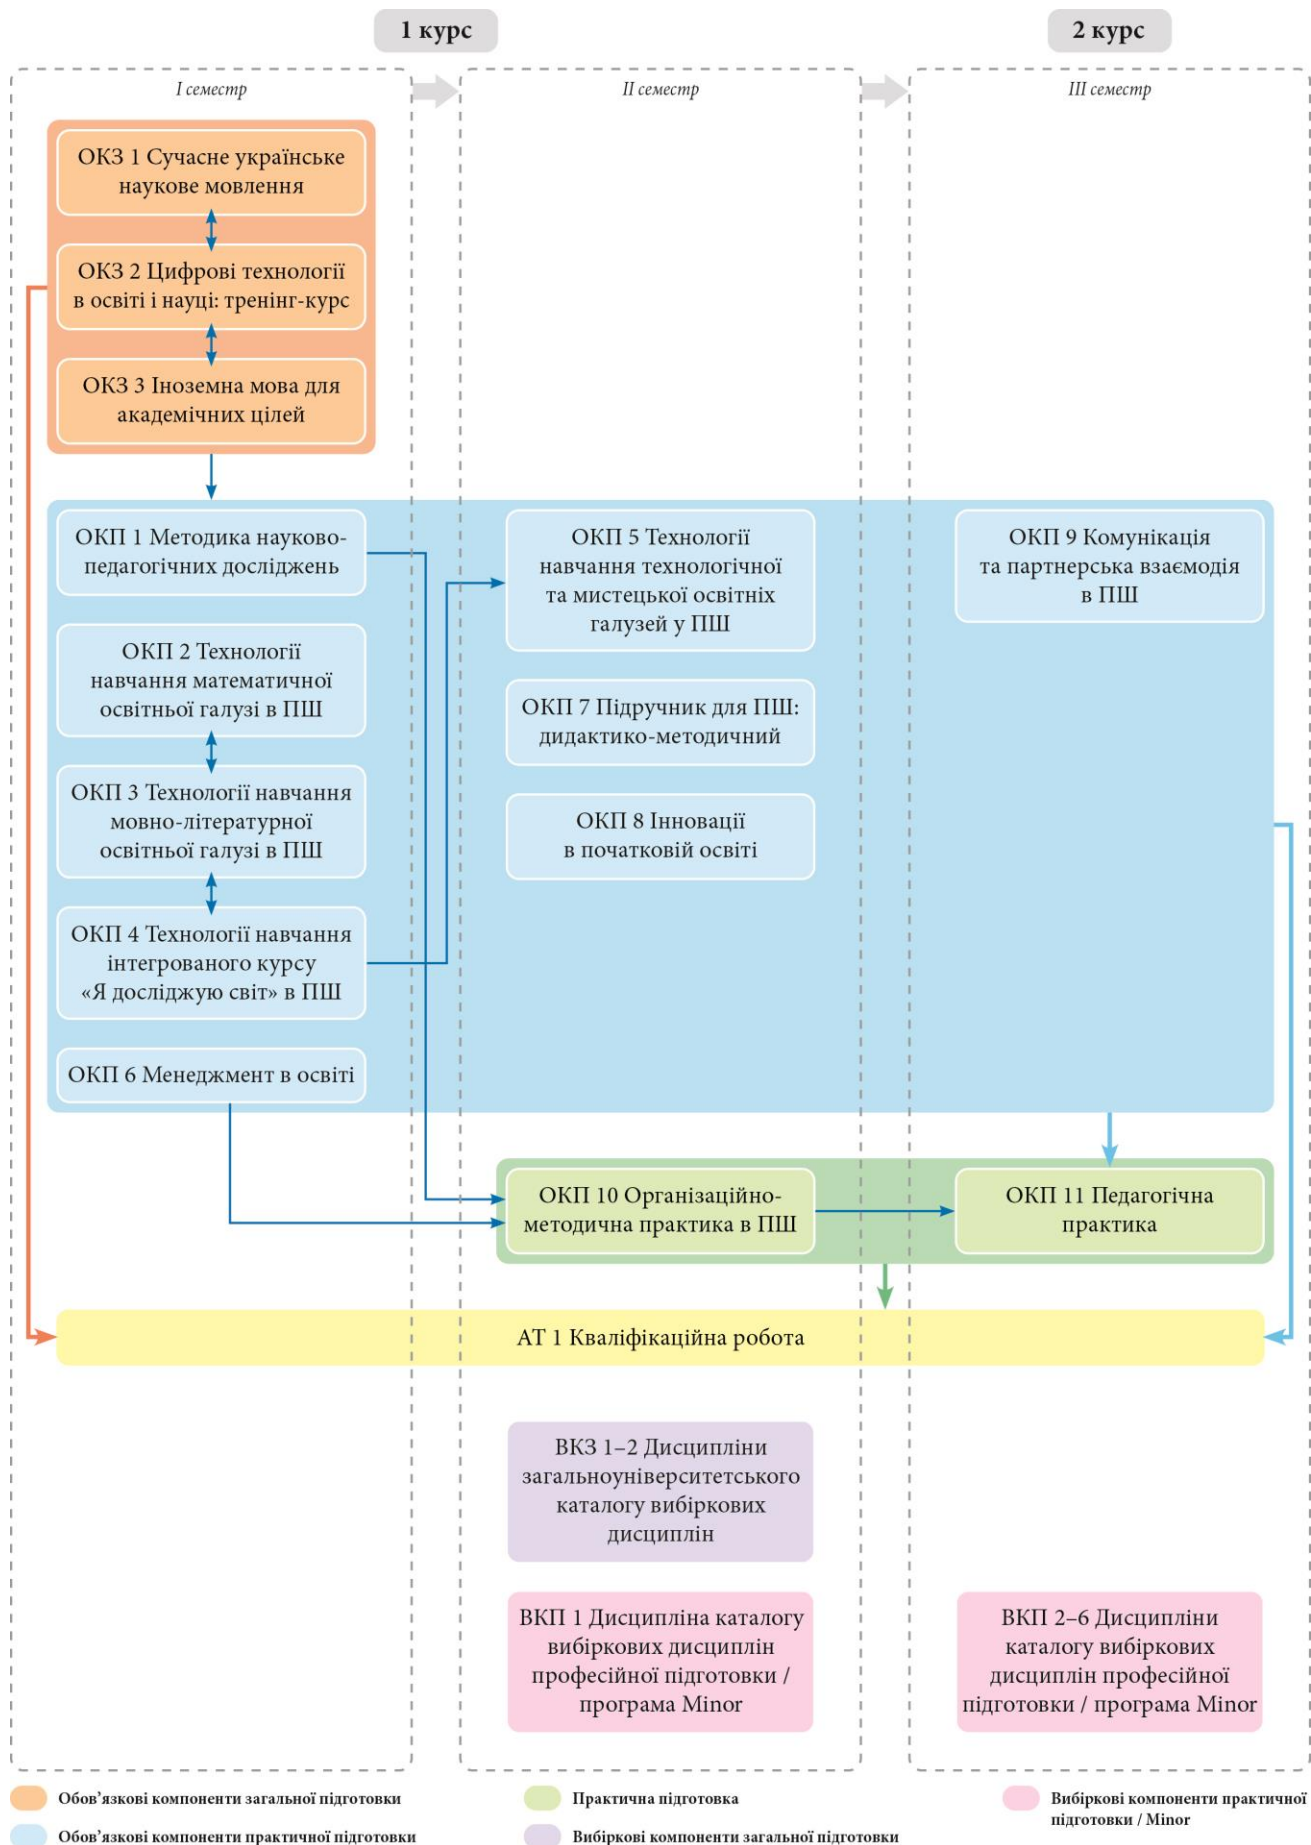 1 курс
2 курс
І семестр
ІІ семестр
ІІІ семестр
ОКЗ 1 Сучасне українське
наукове мовлення
ОКЗ 2 Цифрові технології
в освіті і науці: тренінг-курс
ОКЗ 3 Іноземна мова для
академічних цілей
ОКП 1 Методика науково-
педагогічних досліджень
ОКП 2 Технології
навчання математичної
освітньої галузі в ПШ
ОКП 3 Технології навчання
мовно-літературної
освітньої галузі в ПШ
ОКП 4 Технології навчання
інтегрованого курсу
«Я досліджую світ» в ПШ
ОКП 6 Менеджмент в освіті
ОКП 5 Технології
навчання технологічної
та мистецької освітніх
галузей у ПШ
ОКП 7 Підручник для ПШ:
дидактико-методичний
ОКП 8 Інновації
в початковій освіті
ОКП 9 Комунікація
та партнерська взаємодія
в ПШ
ОКП 10 Організаційно-
методична практика в ПШ
ОКП 11 Педагогічна
практика
АТ 1 Кваліфікаційна робота
ВКЗ 1–2 Дисципліни
загальноуніверситетського
каталогу вибіркових
дисциплін
ВКП 1 Дисципліна каталогу
вибіркових дисциплін
професійної підготовки /
програма Minor
ВКП 2–6 Дисципліни
каталогу вибіркових
дисциплін професійної
підготовки / програма Minor
Обов’язкові компоненти загальної підготовки
Обов’язкові компоненти практичної підготовки
Практична підготовка
Вибіркові компоненти загальної підготовки
Вибіркові компоненти практичної
підготовки / Minor